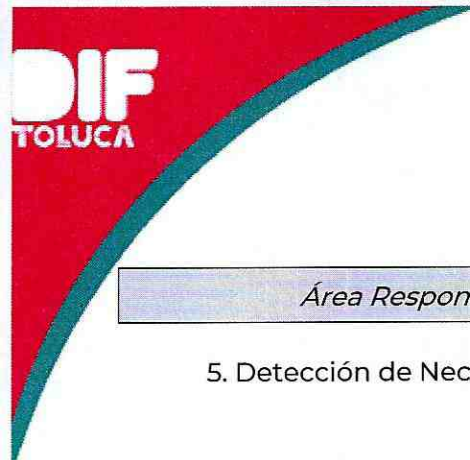 DIF
TOLUCA
Área Respon
5. Detección de Nec